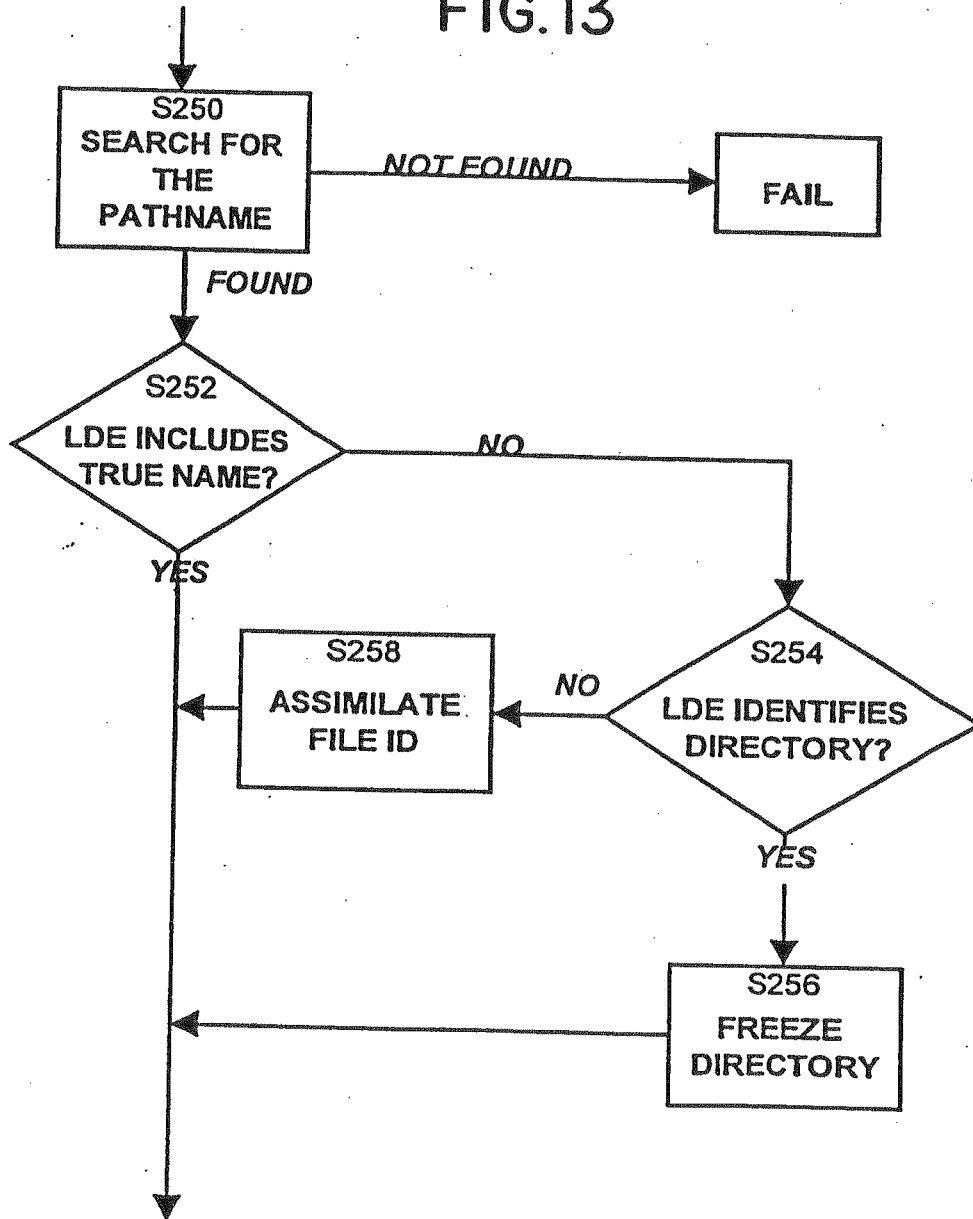 FIG.13
S250
SEARCH FOR
THE
PATHNAME
NOT FOUND
FAIL
FOUND
S252
LDE INCLUDES
TRUE NAME?
NO
YES
S254
LDE IDENTIFIES
DIRECTORY?
NO
S258
ASSIMILATE
FILE ID
YES
S256
FREEZE
DIRECTORY